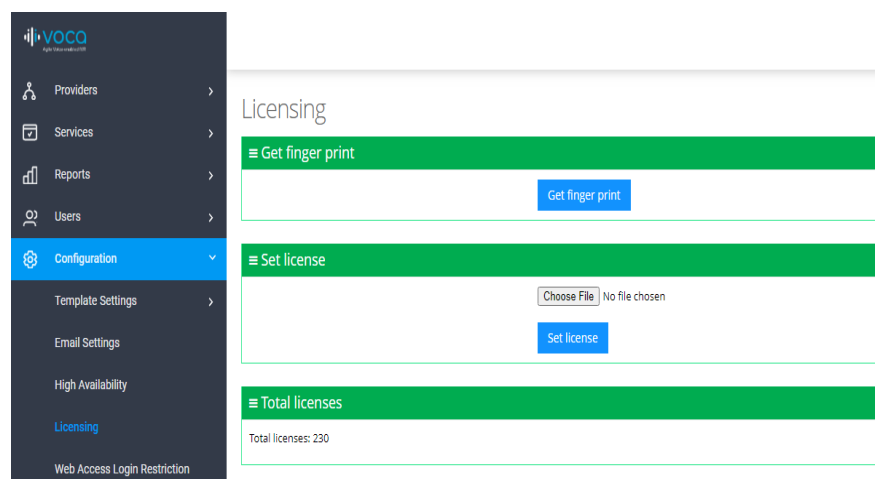 voca
Providers
Services
Reports
Users
Configuration
Template Settings
Email Settings
High Availability
Licensing
Web Access Login Restriction
Licensing
Get finger print
Get finger print
Set license
Choose File No file chosen
Set license
Total licenses
Total licenses: 230